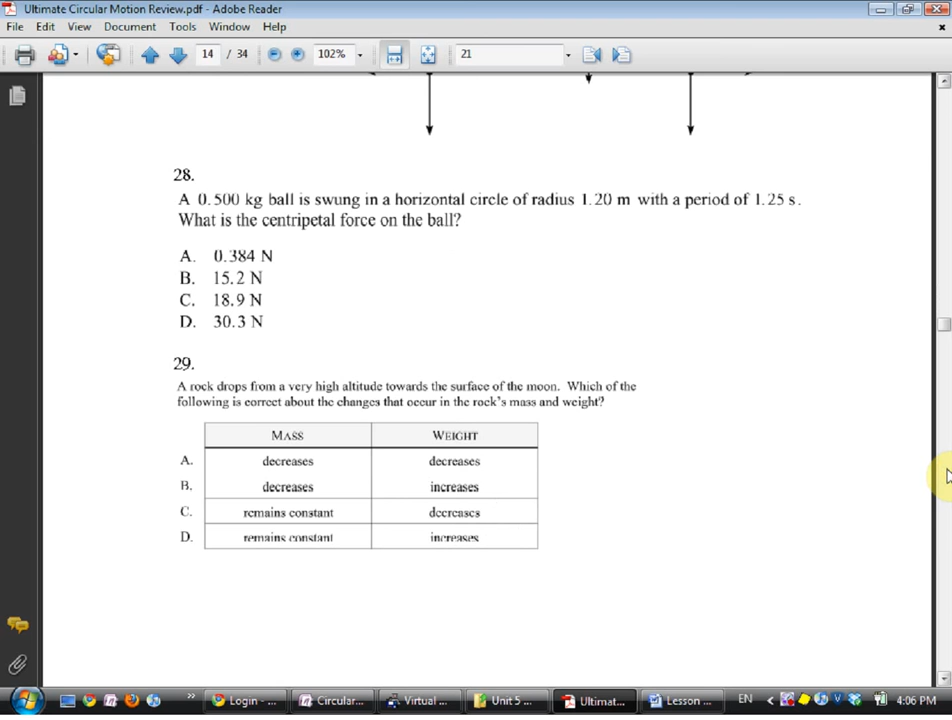 Ultimate Circular Motion Review.pdf - Adobe Reader
File Edit View Document Tools Window Help
14 / 34 102% 21
28.
A 0.500 kg ball is swung in a horizontal circle of radius 1.20 m with a period of 1.25 s.
What is the centripetal force on the ball?
A. 0.384 N
B. 15.2 N
C. 18.9 N
D. 30.3 N
29.
A rock drops from a very high altitude towards the surface of the moon. Which of the
following is correct about the changes that occur in the rock's mass and weight?
MASS WEIGHT
A. decreases decreases
B. decreases increases
C. remains constant decreases
D. remains constant increases
Login - ... Circular... Virtual ... Unit 5 ... Ultimat... Lesson ... EN 4:06 PM